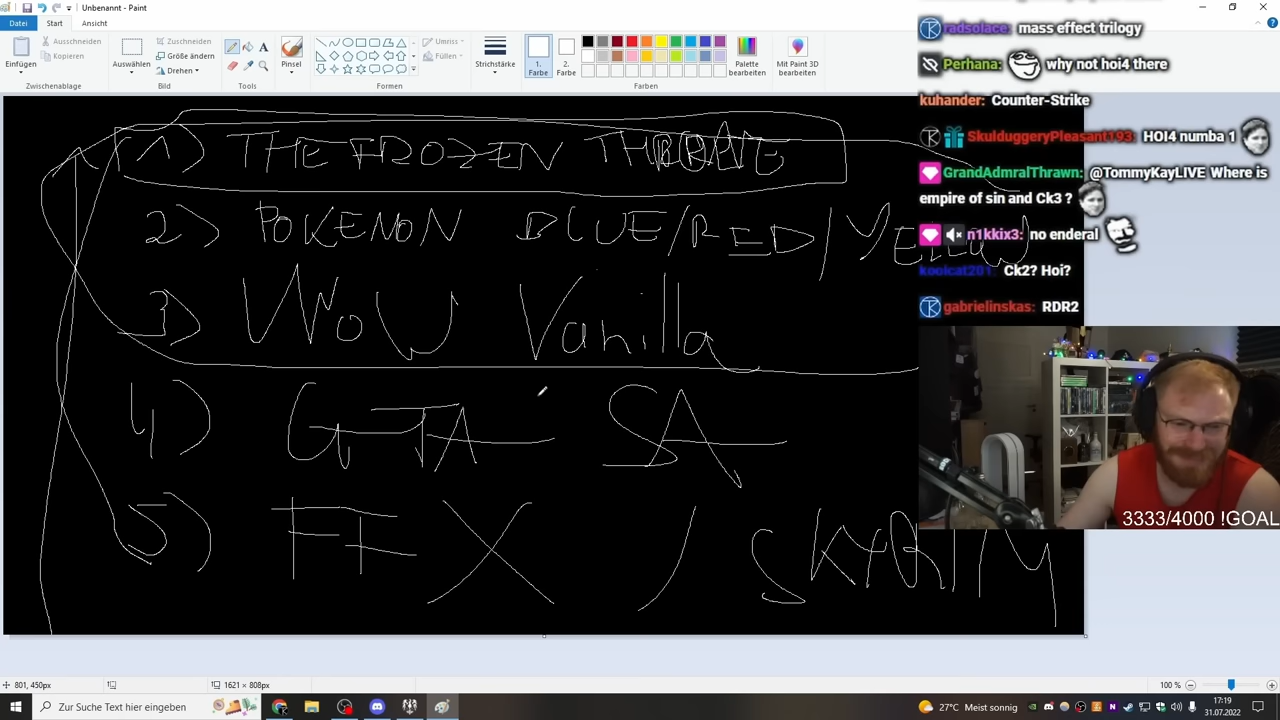 Unbenannt - Paint
Datei Start Ansicht
Einfügen Ausschneiden Kopieren Auswählen Zuschneiden Größe ändern Drehen Pinsel Formen Umriss Füllen Strichstärke 1. Farbe 2. Farbe Palette bearbeiten Mit Paint 3D bearbeiten
Zwischenablage Bild Tools Formen Farben
radsolace: mass effect trilogy
Perhana: why not hoi4 there
kuhander: Counter-Strike
SkulduggeryPleasant193: HOI4 numba 1
GrandAdmralThrawn: @TommyKayLIVE Where is
empire of sin and Ck3 ?
n1kkix3: no enderal
koolcat201: Ck2? Hoi?
gabrielinskas: RDR2
1) THE FROZEN THRONE
2) POKEMON BLUE/RED/YELLOW
3) WoW Vanilla
4) GTA SA
5) FF X / SKYRIM
3333/4000 !GOAL
801, 450px 1621 × 808px 100 %
Zur Suche Text hier eingeben 27°C Meist sonnig 17:19
31.07.2022